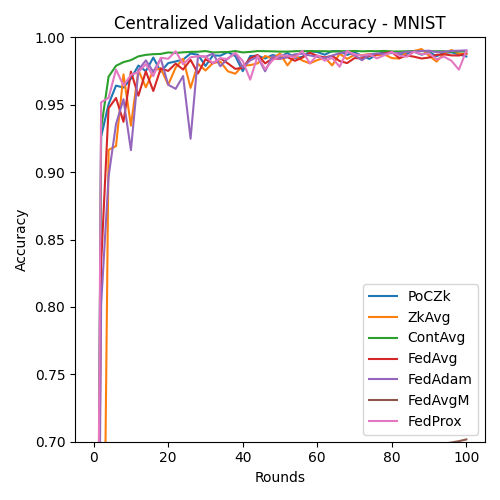 Centralized Validation Accuracy - MNIST
Accuracy
1.00
0.95
0.90
0.85
0.80
0.75
0.70
PoCZk
ZkAvg
ContAvg
FedAvg
FedAdam
FedAvgM
FedProx
0 20 40 60 80 100
Rounds